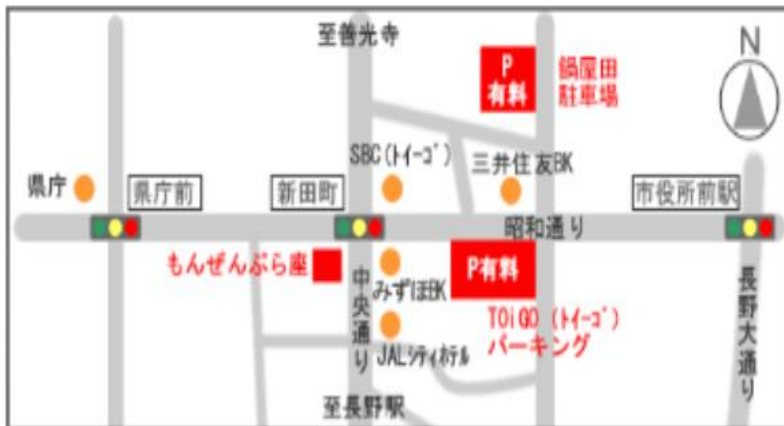 至善光寺
P
有料
鍋屋田
駐車場
N
SBC(ﾄｲｰｺﾞ)
三井住友BK
県庁
県庁前
新田町
市役所前駅
昭和通り
もんぜんぷら座
みずほBK
P有料
中央通り
TOiGO (ﾄｲｰｺﾞ)
パーキング
長野大通り
JALｼﾃｨﾎﾃﾙ
至長野駅